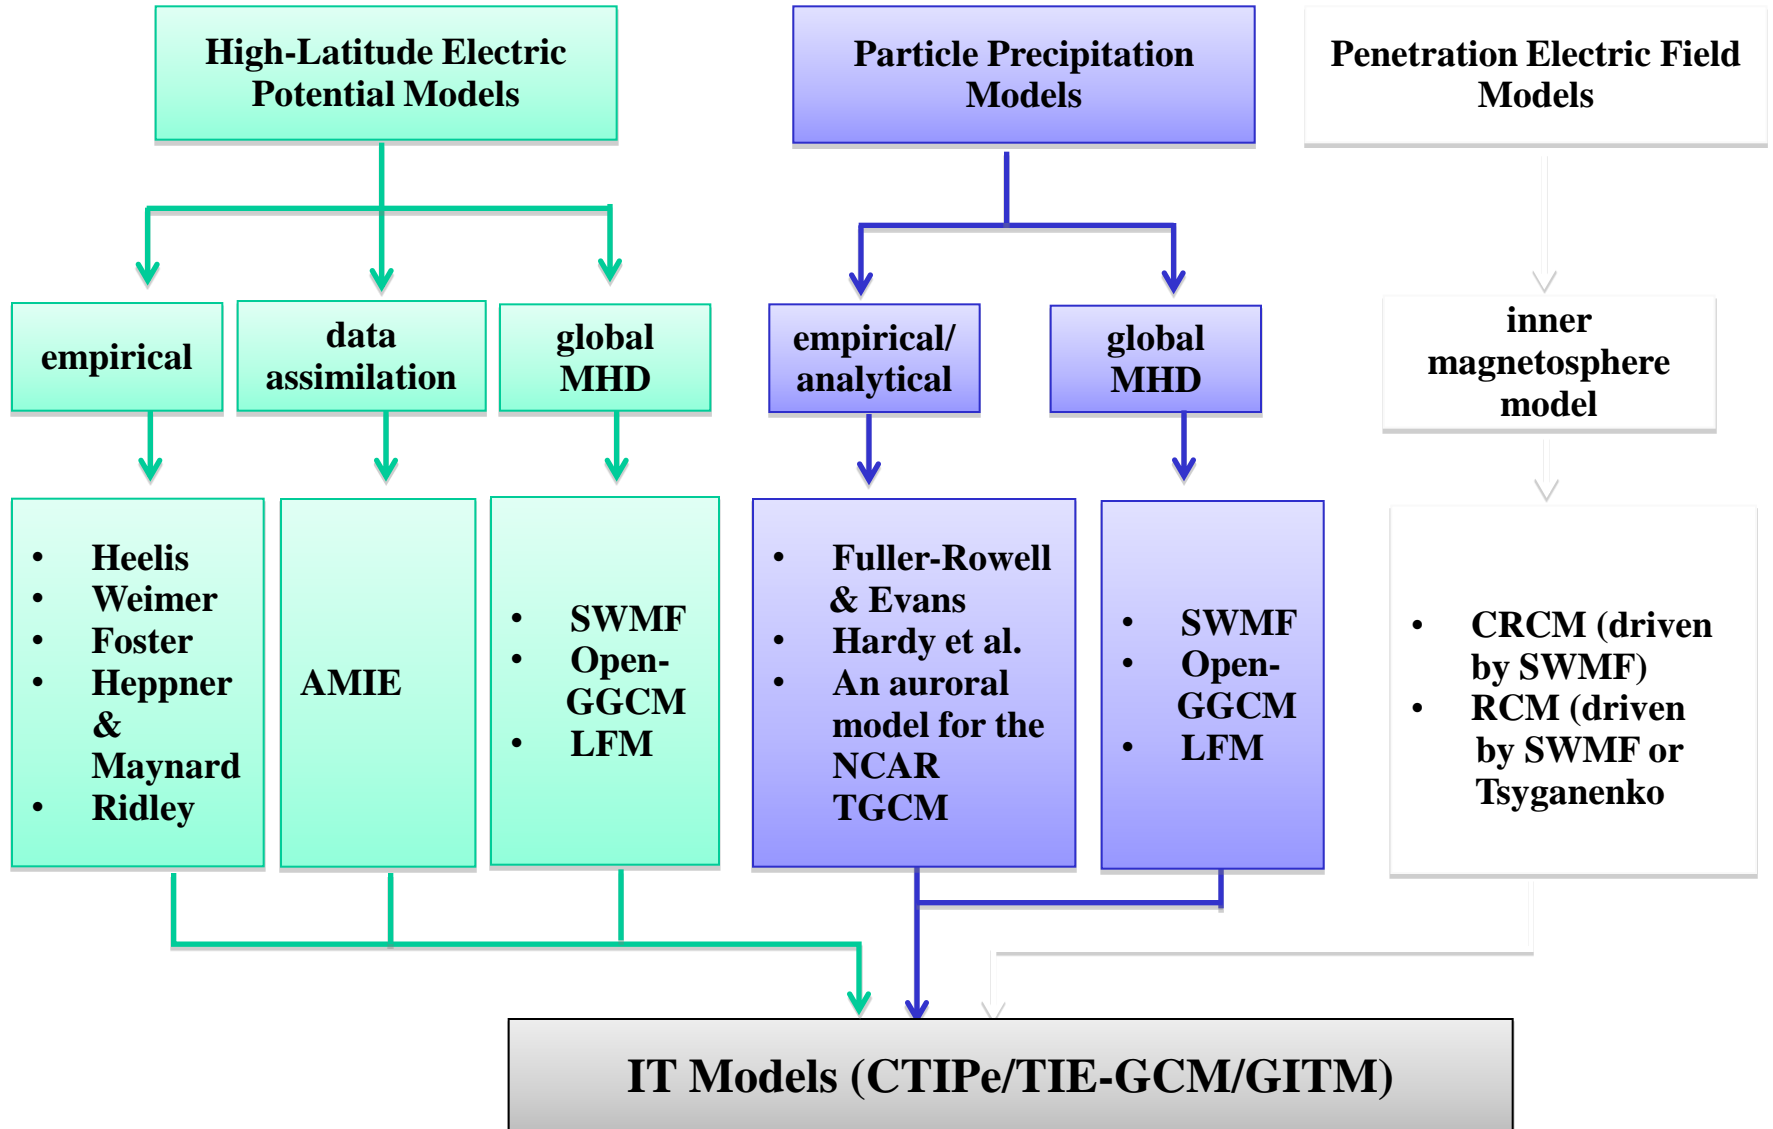 High-Latitude Electric
Potential Models
Particle Precipitation
Models
Penetration Electric Field
Models
empirical
data
assimilation
global
MHD
empirical/
analytical
global
MHD
inner
magnetosphere
model
• Heelis
• Weimer
• Foster
• Heppner
&
Maynard
• Ridley
AMIE
• SWMF
• Open-
GGCM
• LFM
• Fuller-Rowell
& Evans
• Hardy et al.
• An auroral
model for the
NCAR
TGCM
• SWMF
• Open-
GGCM
• LFM
• CRCM (driven
by SWMF)
• RCM (driven
by SWMF or
Tsyganenko
IT Models (CTIPe/TIE-GCM/GITM)